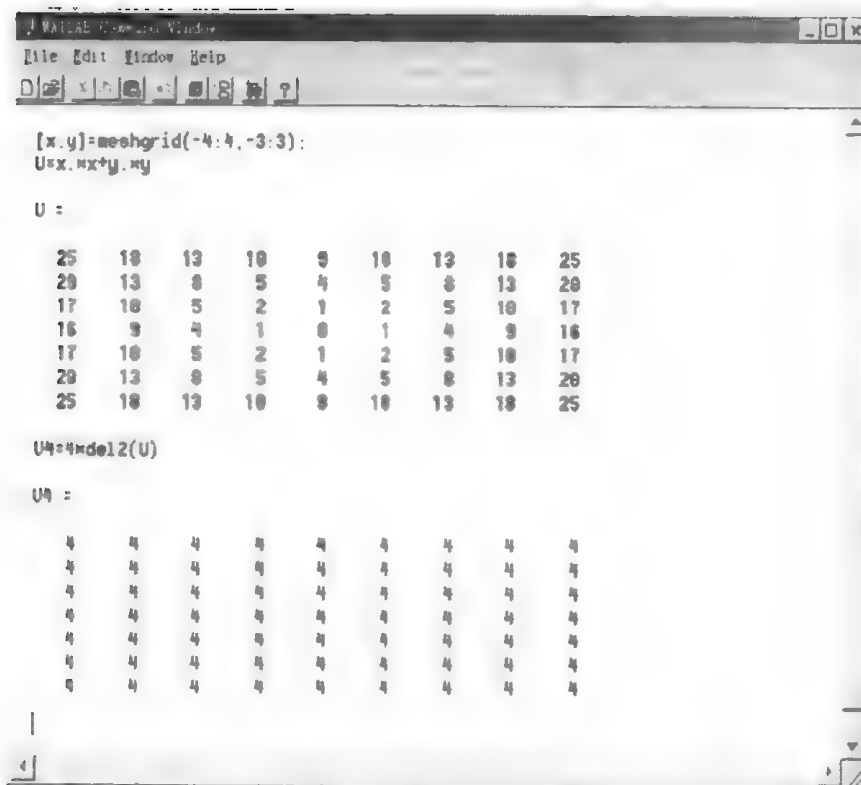 MATLAB Command Window
File Edit Window Help
[x,y]=meshgrid(-4:4,-3:3);
U=x.*x+y.*y
U =
25 18 13 10 9 10 13 18 25
20 13 8 5 4 5 8 13 20
17 10 5 2 1 2 5 10 17
16 9 4 1 0 1 4 9 16
17 10 5 2 1 2 5 10 17
20 13 8 5 4 5 8 13 20
25 18 13 10 9 10 13 18 25
U4=4*del2(U)
U4 =
4 4 4 4 4 4 4 4 4
4 4 4 4 4 4 4 4 4
4 4 4 4 4 4 4 4 4
4 4 4 4 4 4 4 4 4
4 4 4 4 4 4 4 4 4
4 4 4 4 4 4 4 4 4
4 4 4 4 4 4 4 4 4